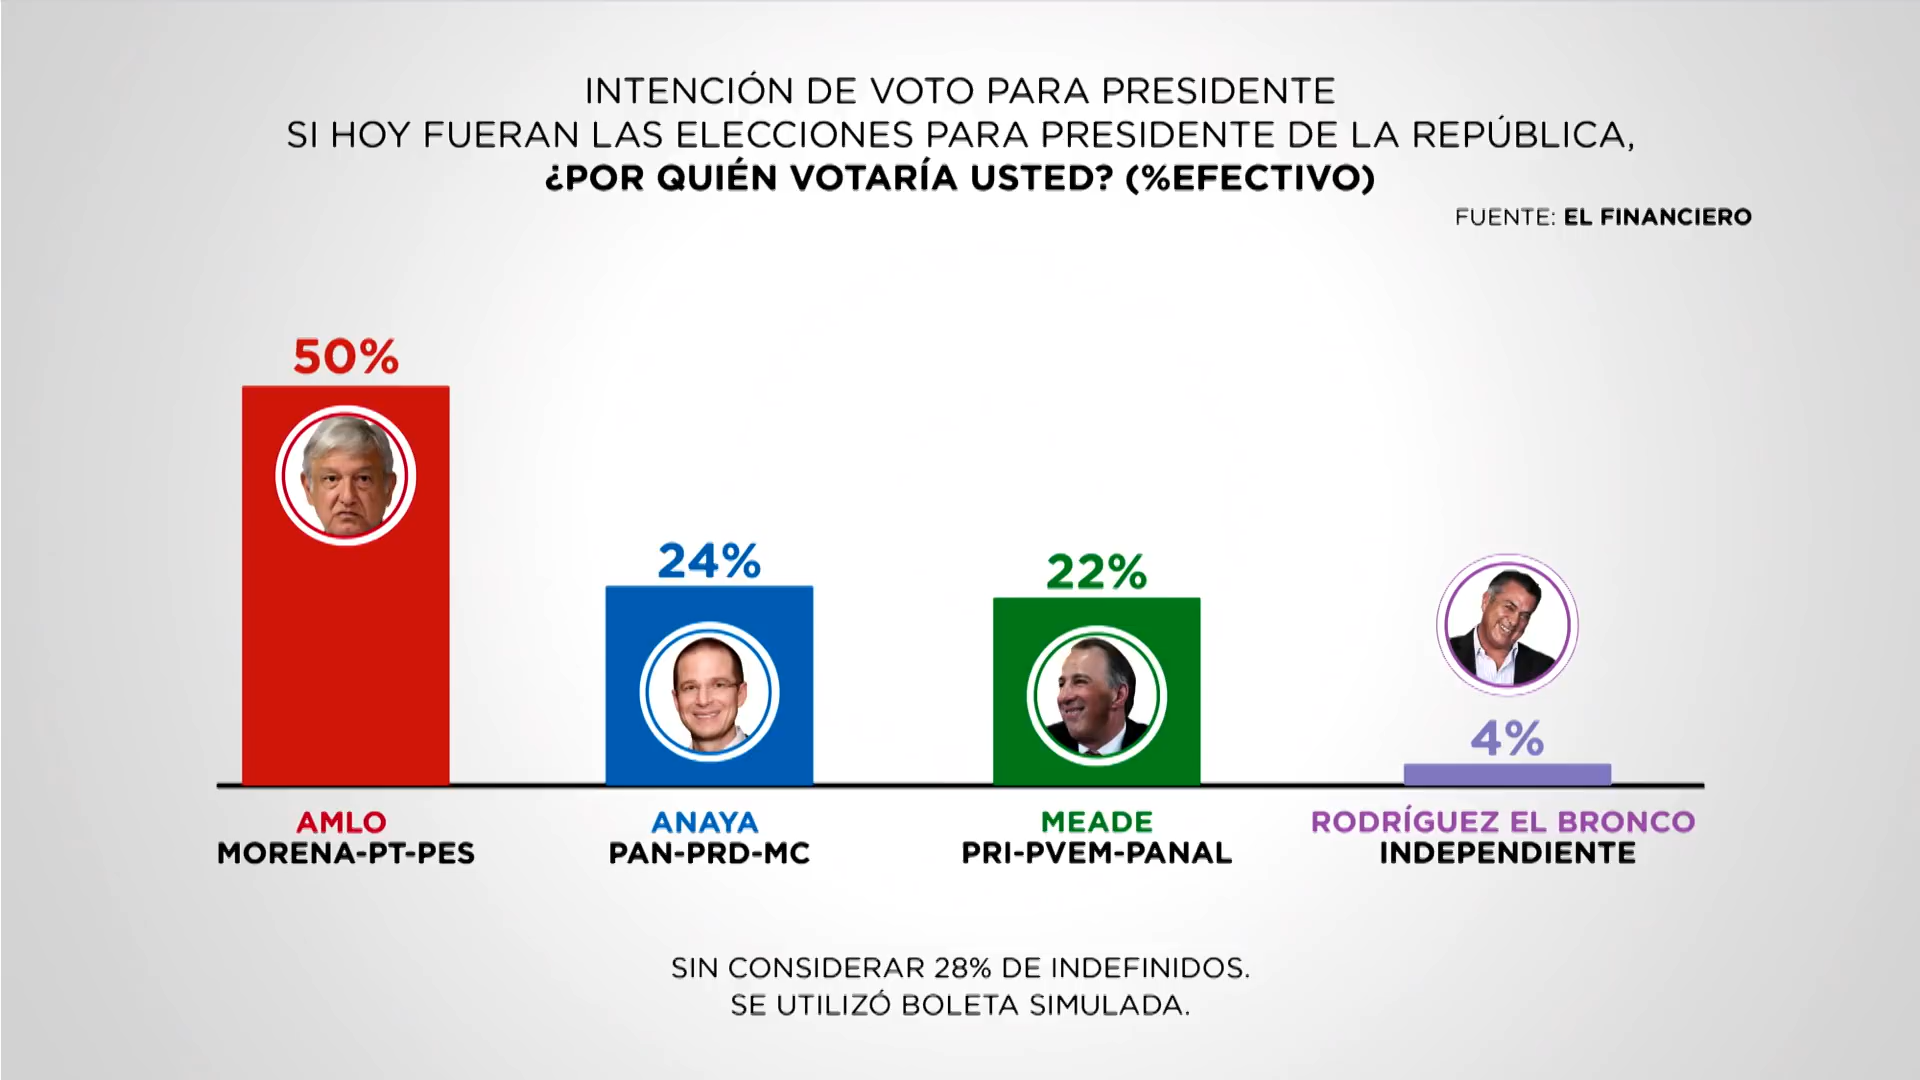 INTENCIÓN DE VOTO PARA PRESIDENTE
SI HOY FUERAN LAS ELECCIONES PARA PRESIDENTE DE LA REPÚBLICA,
¿POR QUIÉN VOTARÍA USTED? (%EFECTIVO)
FUENTE: EL FINANCIERO
50%
24%
22%
4%
AMLO
MORENA-PT-PES
ANAYA
PAN-PRD-MC
MEADE
PRI-PVEM-PANAL
RODRÍGUEZ EL BRONCO
INDEPENDIENTE
SIN CONSIDERAR 28% DE INDEFINIDOS.
SE UTILIZÓ BOLETA SIMULADA.